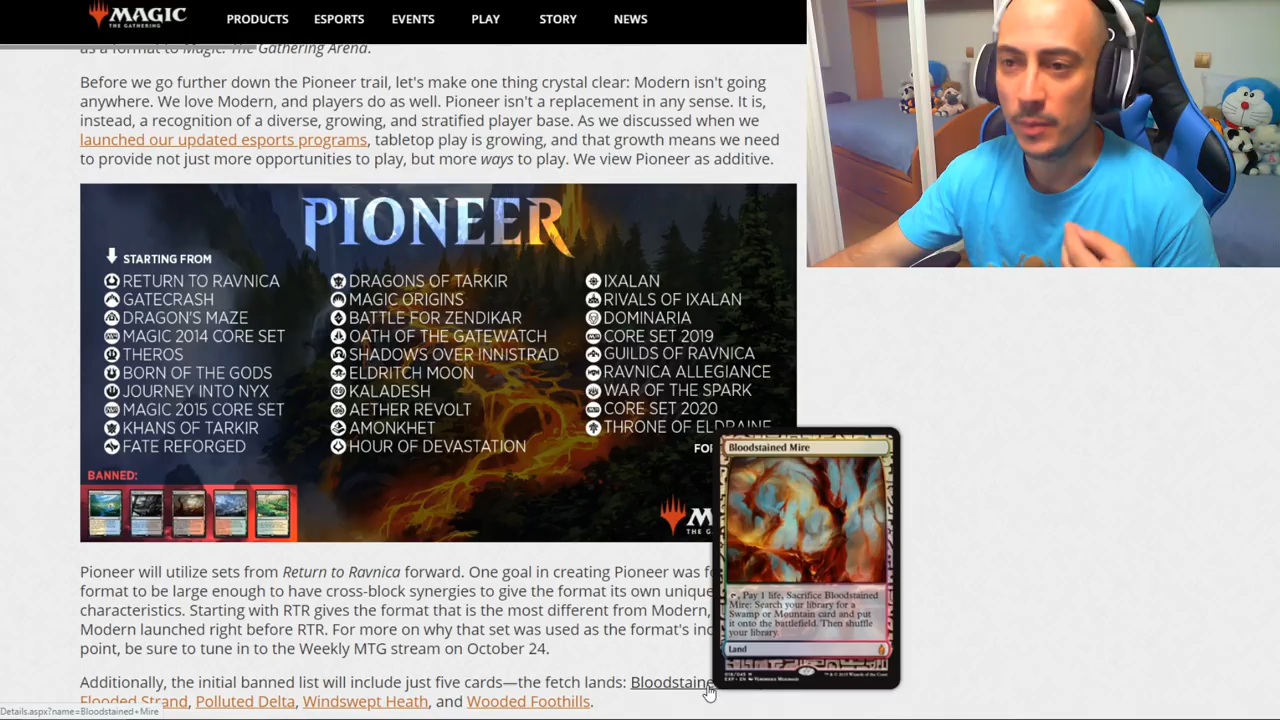 MAGIC
THE GATHERING
PRODUCTS ESPORTS EVENTS PLAY STORY NEWS
as a format to Magic: The Gathering Arena.
Before we go further down the Pioneer trail, let's make one thing crystal clear: Modern isn't going
anywhere. We love Modern, and players do as well. Pioneer isn't a replacement in any sense. It is,
instead, a recognition of a diverse, growing, and stratified player base. As we discussed when we
launched our updated esports programs, tabletop play is growing, and that growth means we need
to provide not just more opportunities to play, but more ways to play. We view Pioneer as additive.
PIONEER
STARTING FROM
RETURN TO RAVNICA
GATECRASH
DRAGON'S MAZE
MAGIC 2014 CORE SET
THEROS
BORN OF THE GODS
JOURNEY INTO NYX
MAGIC 2015 CORE SET
KHANS OF TARKIR
FATE REFORGED
DRAGONS OF TARKIR
MAGIC ORIGINS
BATTLE FOR ZENDIKAR
OATH OF THE GATEWATCH
SHADOWS OVER INNISTRAD
ELDRITCH MOON
KALADESH
AETHER REVOLT
AMONKHET
HOUR OF DEVASTATION
IXALAN
RIVALS OF IXALAN
DOMINARIA
CORE SET 2019
GUILDS OF RAVNICA
RAVNICA ALLEGIANCE
WAR OF THE SPARK
CORE SET 2020
THRONE OF ELDRAINE
FO
BANNED:
M
THE G
Bloodstained Mire
, Pay 1 life, Sacrifice Bloodstained
Mire: Search your library for a
Swamp or Mountain card and put
it onto the battlefield. Then shuffle
your library.
Land
Pioneer will utilize sets from Return to Ravnica forward. One goal in creating Pioneer was fo
format to be large enough to have cross-block synergies to give the format its own unique
characteristics. Starting with RTR gives the format that is the most different from Modern,
Modern launched right before RTR. For more on why that set was used as the format's inc
point, be sure to tune in to the Weekly MTG stream on October 24.
Additionally, the initial banned list will include just five cards—the fetch lands, Bloodstaine
Flooded Strand, Polluted Delta, Windswept Heath, and Wooded Foothills.
Details.aspx?name=Bloodstained+Mire